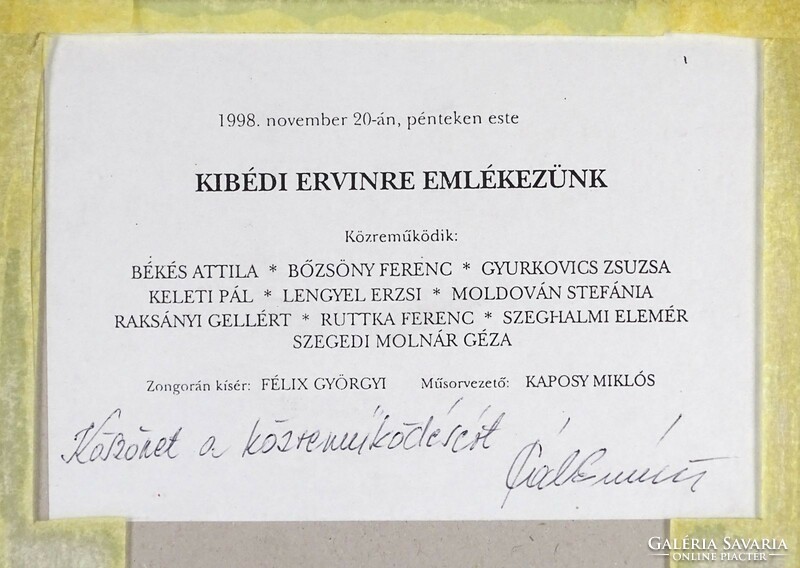 1998. november 20-án, pénteken este
KIBÉDI ERVINRE EMLÉKEZÜNK
Közreműködik:
BÉKÉS ATTILA * BŐZSÖNY FERENC * GYURKOVICS ZSUZSA
KELETI PÁL * LENGYEL ERZSI * MOLDOVÁN STEFÁNIA
RAKSÁNYI GELLÉRT * RUTTKA FERENC * SZEGHALMI ELEMÉR
SZEGEDI MOLNÁR GÉZA
Zongorán kísér: FÉLIX GYÖRGYI Műsorvezető: KAPOSY MIKLÓS
Köszönet a közreműködésért
GALÉRIA SAVARIA
ONLINE PIACTÉR